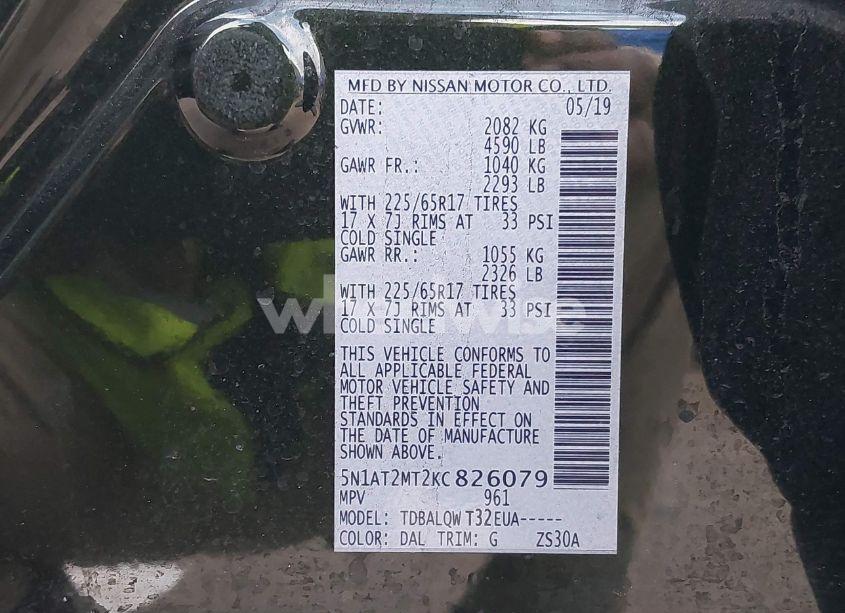 MFD BY NISSAN MOTOR CO., LTD.
DATE: 05/19
GVWR: 2082 KG
4590 LB
GAWR FR.: 1040 KG
2293 LB
WITH 225/65R17 TIRES
17 X 7J RIMS AT 33 PSI
COLD SINGLE
GAWR RR.: 1055 KG
2326 LB
WITH 225/65R17 TIRES
17 X 7J RIMS AT 33 PSI
COLD SINGLE
THIS VEHICLE CONFORMS TO
ALL APPLICABLE FEDERAL
MOTOR VEHICLE SAFETY AND
THEFT PREVENTION
STANDARDS IN EFFECT ON
THE DATE OF MANUFACTURE
SHOWN ABOVE.
5N1AT2MT2KC826079
MPV 961
MODEL: TDBALQW T32EUA-----
COLOR: DAL TRIM: G ZS30A